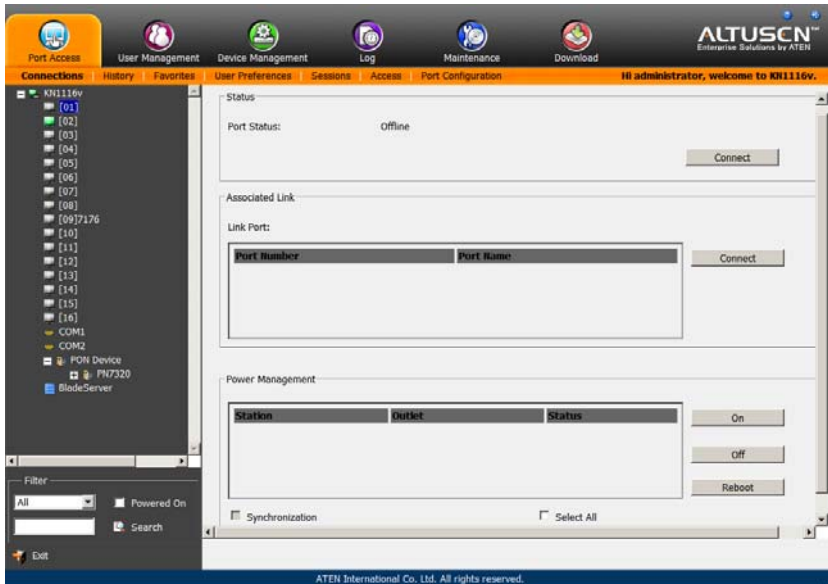 ALTUSEN™
Enterprise Solutions by ATEN
Port Access
User Management
Device Management
Log
Maintenance
Download
Connections
History
Favorites
User Preferences
Sessions
Access
Port Configuration
Hi administrator, welcome to KN1116v.
KN1116v
[01]
[02]
[03]
[04]
[05]
[06]
[07]
[08]
[09]7176
[10]
[11]
[12]
[13]
[14]
[15]
[16]
COM1
COM2
PON Device
PN7320
BladeServer
Filter
All
Powered On
Search
Exit
Status
Port Status: Offline
Connect
Associated Link
Link Port:
Port Number Port Name
Connect
Power Management
Station Outlet Status
On
Off
Reboot
Synchronization
Select All
ATEN International Co. Ltd. All rights reserved.